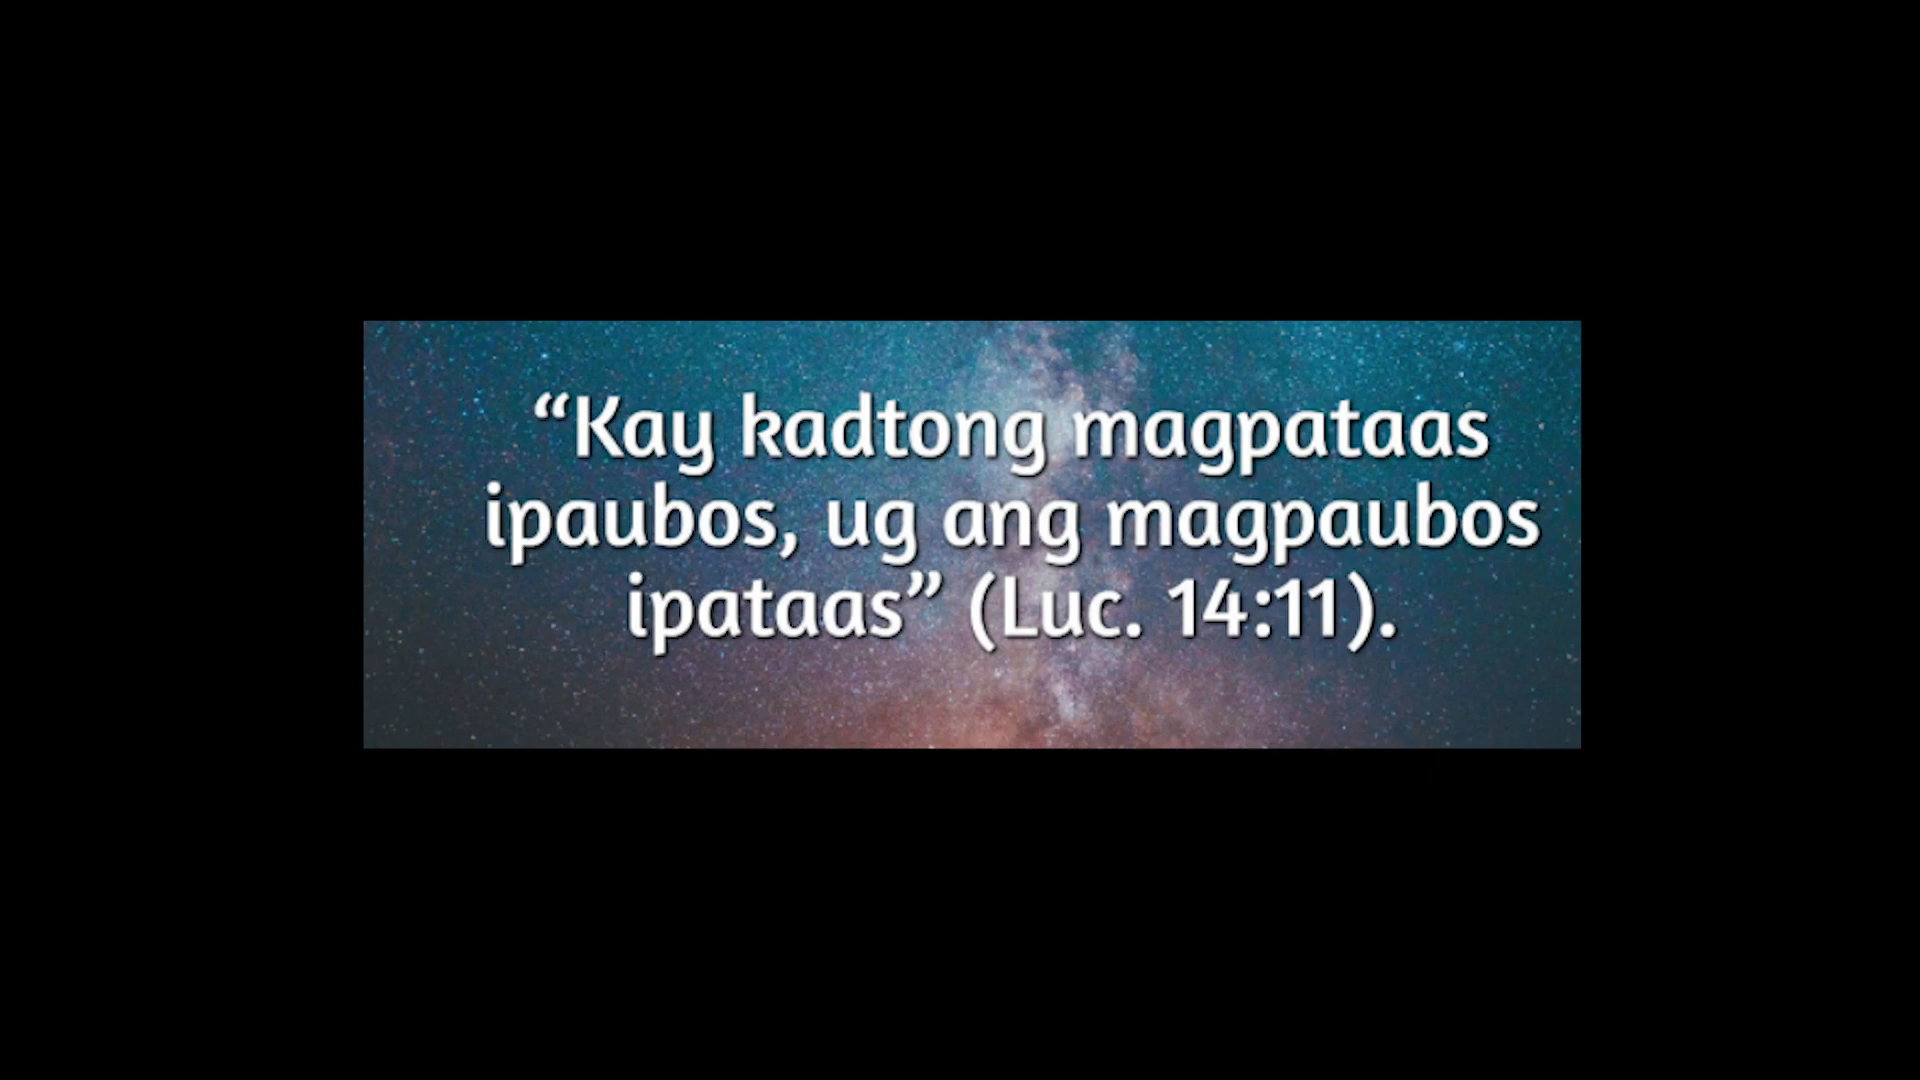 “Kay kadtong magpataas
ipaubos, ug ang magpaubos
ipataas” (Luc. 14:11).